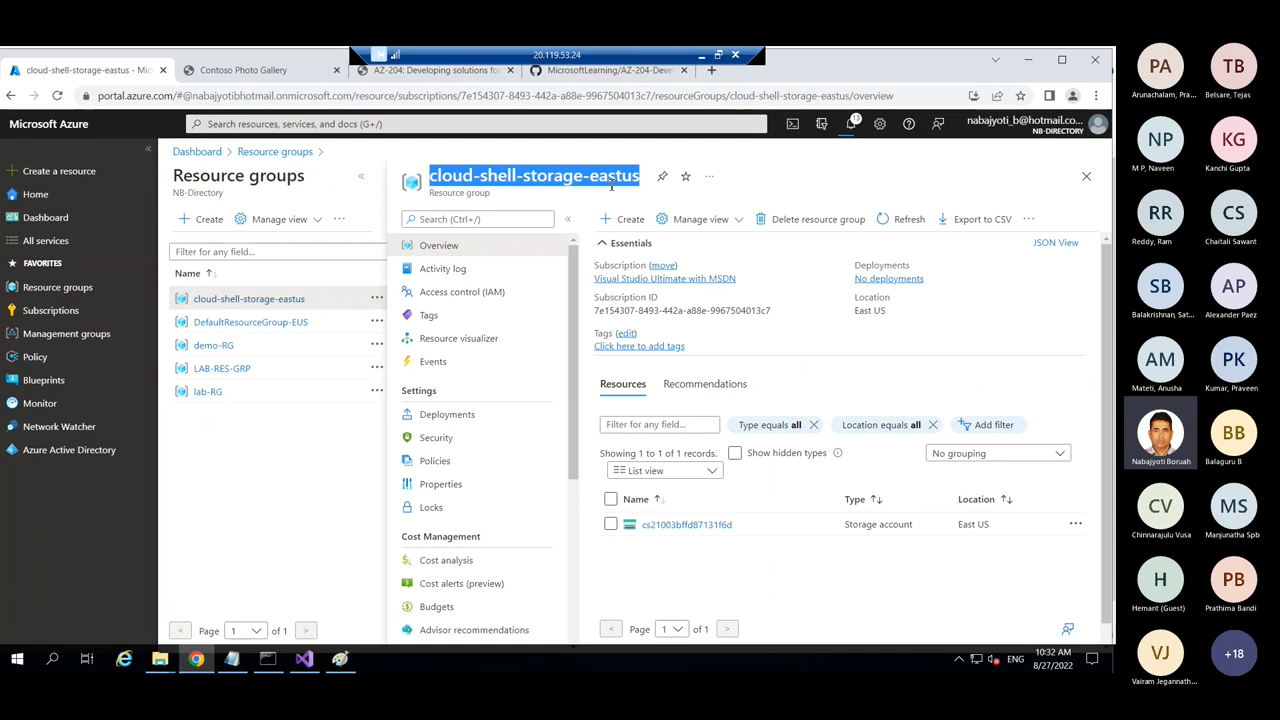 20.119.53.24
cloud-shell-storage-eastus - Mic
Contoso Photo Gallery
AZ-204: Developing solutions fo
MicrosoftLearning/AZ-204-Deve
portal.azure.com/#@nabajyotibhotmail.onmicrosoft.com/resource/subscriptions/7e154307-8493-442a-a88e-9967504013c7/resourceGroups/cloud-shell-storage-eastus/overview
Microsoft Azure
Search resources, services, and docs (G+/)
13
nabajyoti_b@hotmail.co...
NB-DIRECTORY
Create a resource
Home
Dashboard
All services
FAVORITES
Resource groups
Subscriptions
Management groups
Policy
Blueprints
Monitor
Network Watcher
Azure Active Directory
Dashboard > Resource groups >
Resource groups
NB-Directory
Create
Manage view
Filter for any field...
Name
cloud-shell-storage-eastus
DefaultResourceGroup-EUS
demo-RG
LAB-RES-GRP
lab-RG
Page 1 of 1
cloud-shell-storage-eastus
Resource group
Search (Ctrl+/)
Overview
Activity log
Access control (IAM)
Tags
Resource visualizer
Events
Settings
Deployments
Security
Policies
Properties
Locks
Cost Management
Cost analysis
Cost alerts (preview)
Budgets
Advisor recommendations
Create
Manage view
Delete resource group
Refresh
Export to CSV
Essentials
JSON View
Subscription (move)
Visual Studio Ultimate with MSDN
Subscription ID
7e154307-8493-442a-a88e-9967504013c7
Tags (edit)
Click here to add tags
Deployments
No deployments
Location
East US
Resources
Recommendations
Filter for any field...
Type equals all
Location equals all
Add filter
Showing 1 to 1 of 1 records.
Show hidden types
No grouping
List view
Name
Type
Location
cs21003bffd87131f6d
Storage account
East US
Page 1 of 1
ENG
10:32 AM
8/27/2022
PA
Arunachalam, Pra...
TB
Belsare, Tejas
NP
M P, Naveen
KG
Kanchi Gupta
RR
Reddy, Ram
CS
Chaitali Sawant
SB
Balakrishnan, Sat...
AP
Alexander Paez
AM
Mateti, Anusha
PK
Kumar, Praveen
Nabajyoti Boruah
BB
Balaguru B
CV
Chinnarajulu Vusa
MS
Manjunatha Spb
H
Hemant (Guest)
PB
Prathima Bandi
VJ
Vairam Jegannath...
+18